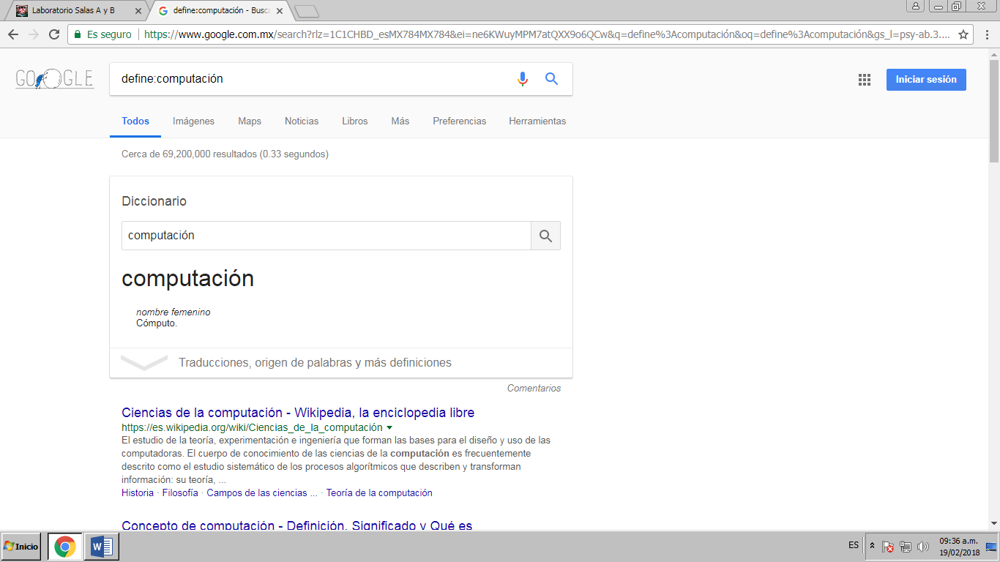 Laboratorio Salas A y B
define:computación - Busc
Es seguro
https://www.google.com.mx/search?rlz=1C1CHBD_esMX784MX784&ei=ne6KWuyMPM7atQXX9o6QCw&q=define%3Acomputación&oq=define%3Acomputación&gs_l=psy-ab.3....
GOOGLE
define:computación
Iniciar sesión
Todos Imágenes Maps Noticias Libros Más Preferencias Herramientas
Cerca de 69,200,000 resultados (0.33 segundos)
Diccionario
computación
computación
nombre femenino
Cómputo.
Traducciones, origen de palabras y más definiciones
Comentarios
Ciencias de la computación - Wikipedia, la enciclopedia libre
https://es.wikipedia.org/wiki/Ciencias_de_la_computación
El estudio de la teoría, experimentación e ingeniería que forman las bases para el diseño y uso de las
computadoras. El cuerpo de conocimiento de las ciencias de la computación es frecuentemente
descrito como el estudio sistemático de los procesos algorítmicos que describen y transforman
información: su teoría, ...
Historia · Filosofía · Campos de las ciencias ... · Teoría de la computación
Concepto de computación - Definición, Significado y Qué es
Inicio
ES
09:36 a.m.
19/02/2018